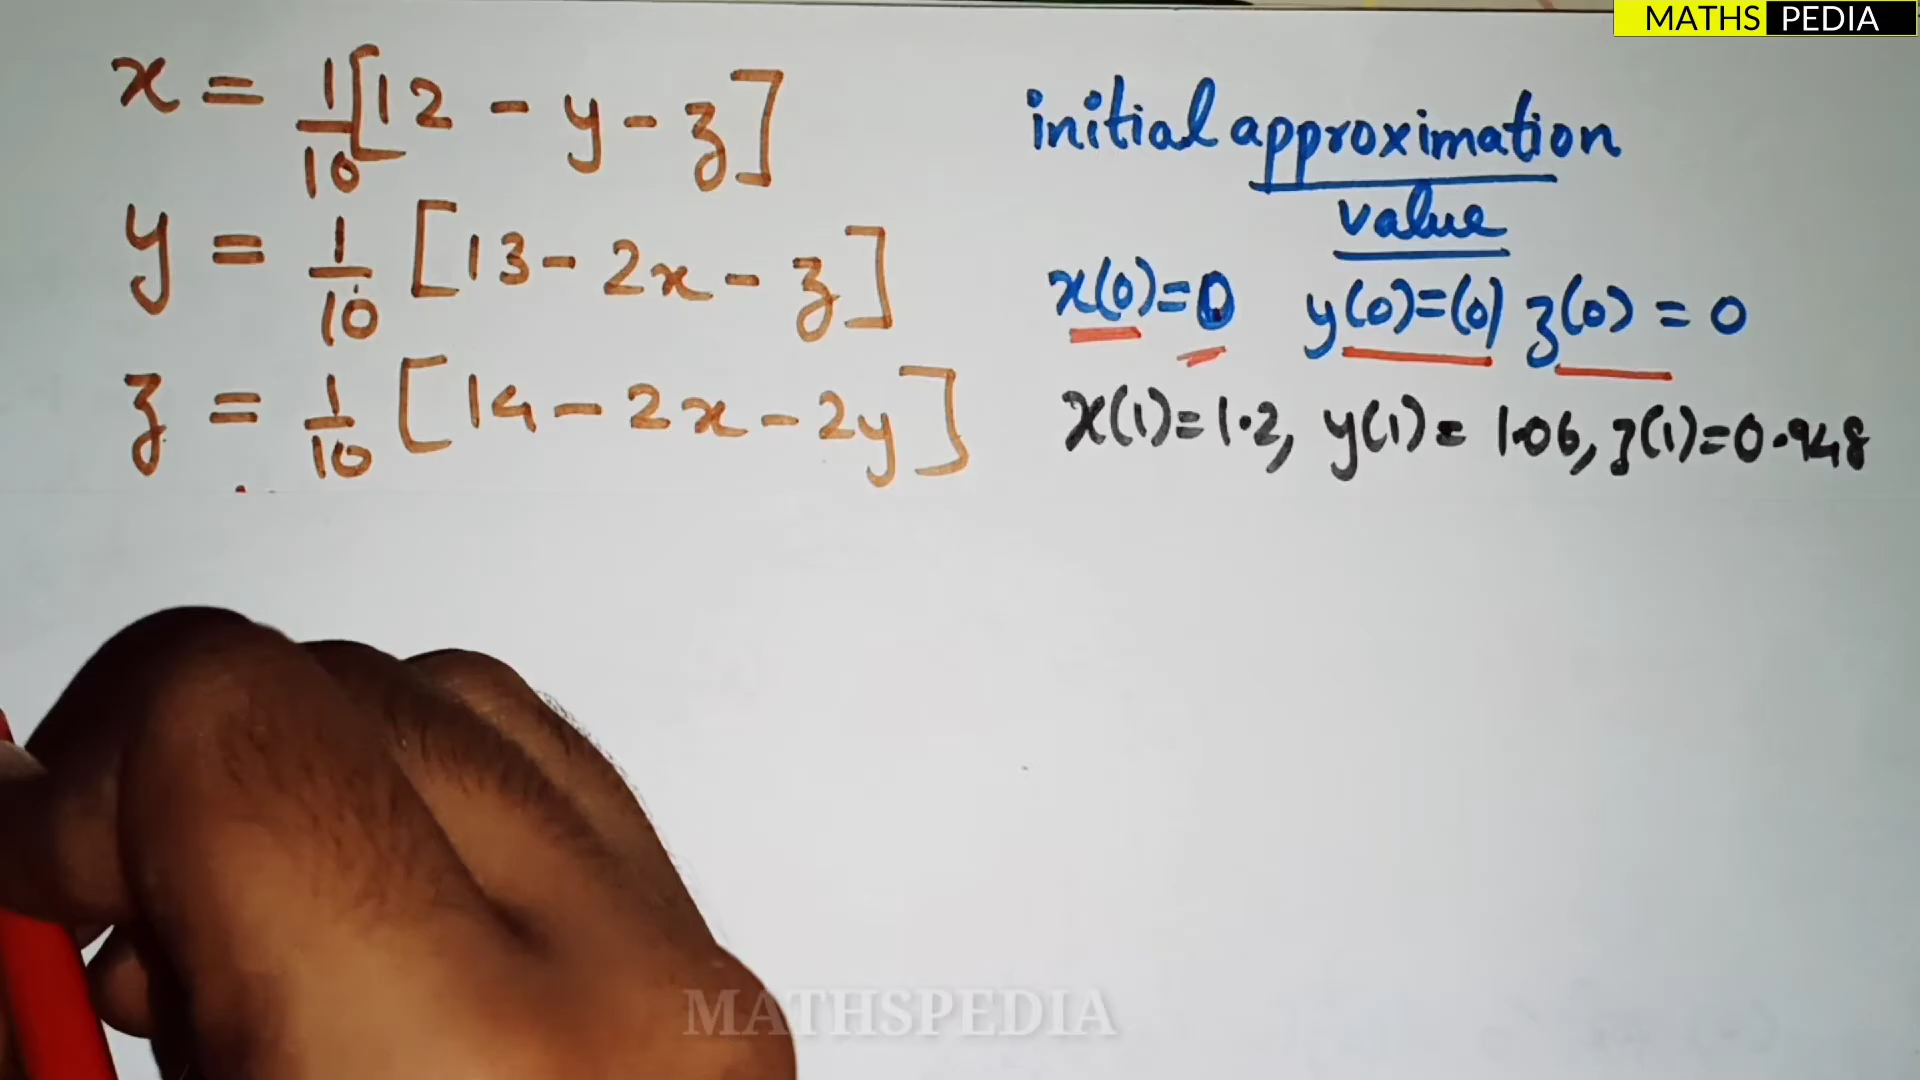 MATHS PEDIA
x = 1/10 [12 - y - z]
y = 1/10 [13 - 2x - z]
z = 1/10 [14 - 2x - 2y]
initial approximation
value
x(0)=0 y(0)=(0) z(0) = 0
x(1)=1.2, y(1)= 1.06, z(1)=0.948
MATHSPEDIA